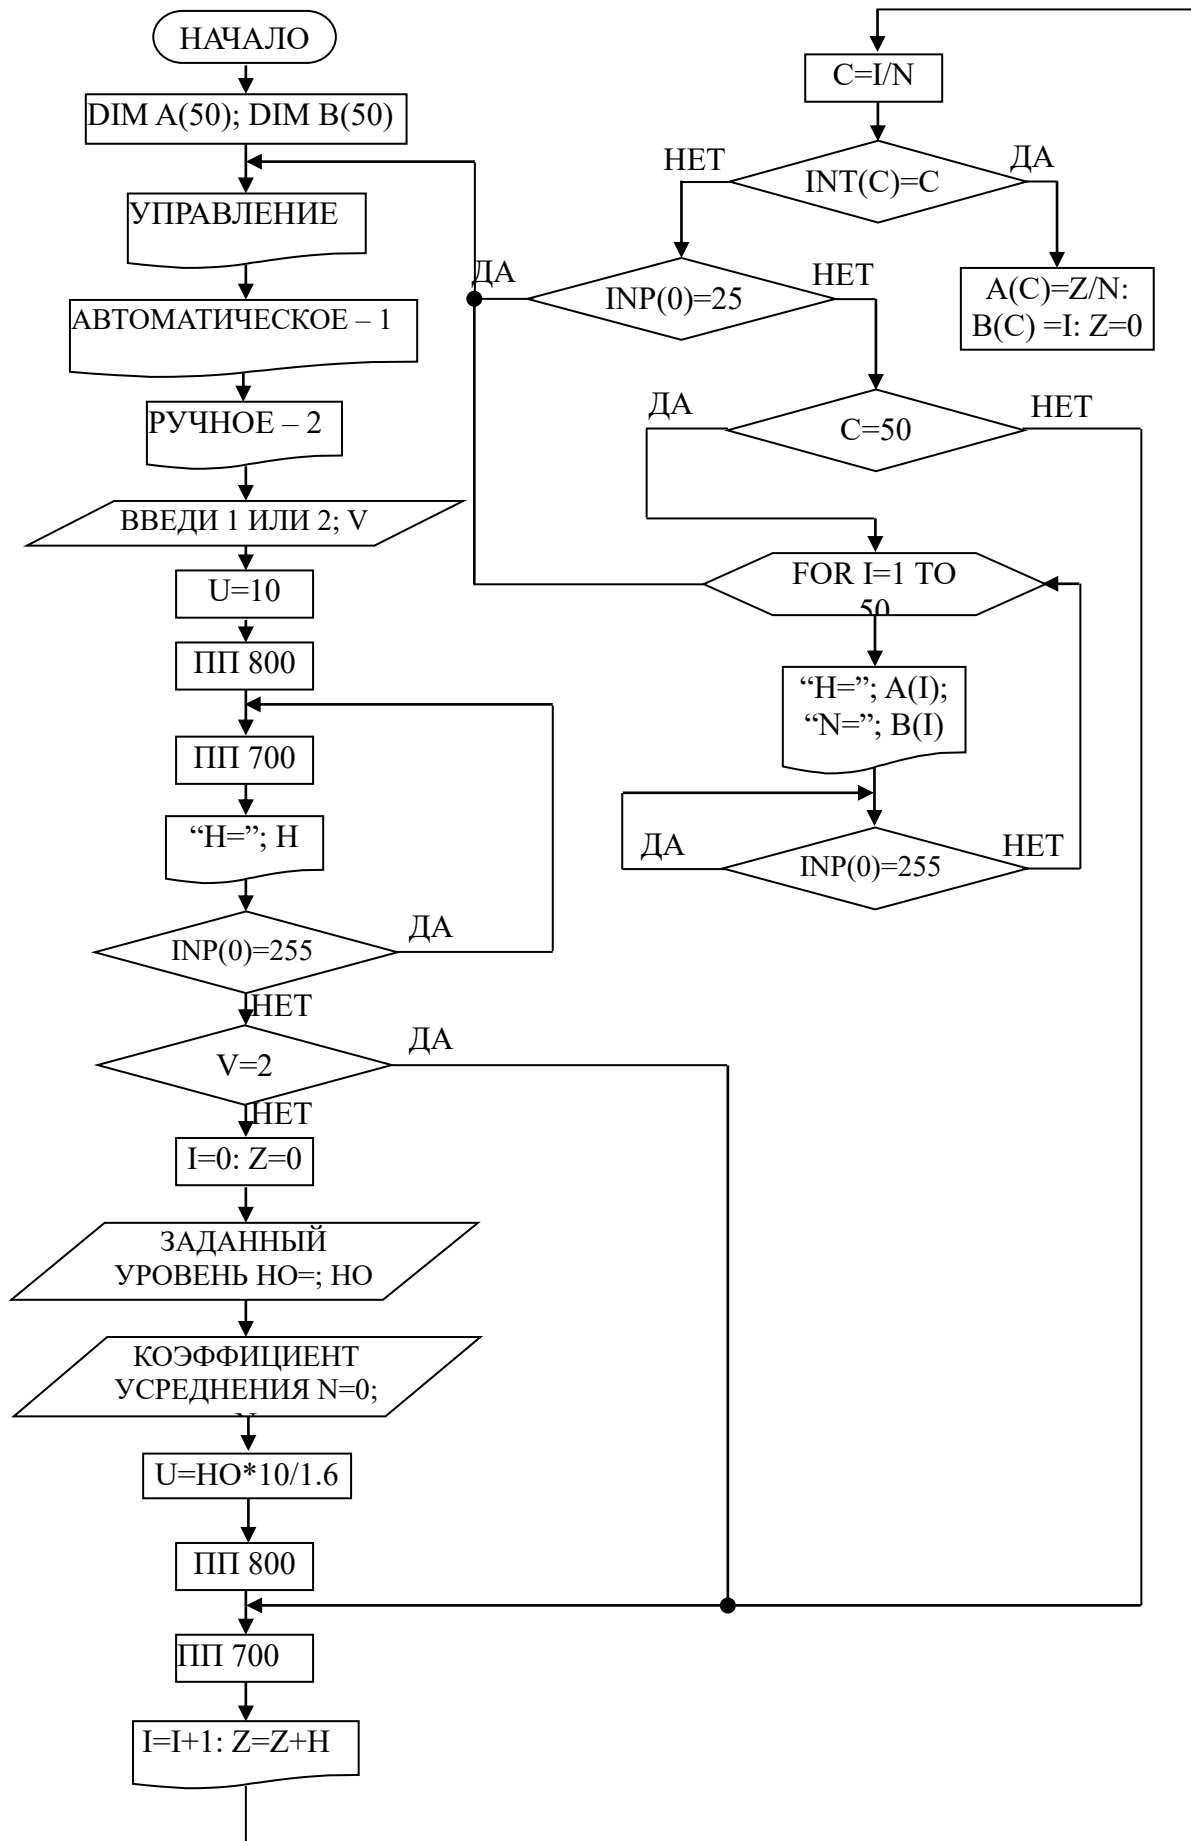 НАЧАЛО
DIM A(50); DIM B(50)
УПРАВЛЕНИЕ
АВТОМАТИЧЕСКОЕ – 1
РУЧНОЕ – 2
ВВЕДИ 1 ИЛИ 2; V
U=10
ПП 800
ПП 700
“H=”; H
INP(0)=255
ДА
НЕТ
V=2
ДА
НЕТ
I=0: Z=0
ЗАДАННЫЙ
УРОВЕНЬ HO=; HO
КОЭФФИЦИЕНТ
УСРЕДНЕНИЯ N=0;
U=HO*10/1.6
ПП 800
ПП 700
I=I+1: Z=Z+H
C=I/N
НЕТ
ДА
INT(C)=C
A(C)=Z/N:
B(C) =I: Z=0
ДА
НЕТ
INP(0)=25
ДА
НЕТ
C=50
FOR I=1 TO
50
“H=”; A(I);
“N=”; B(I)
ДА
НЕТ
INP(0)=255